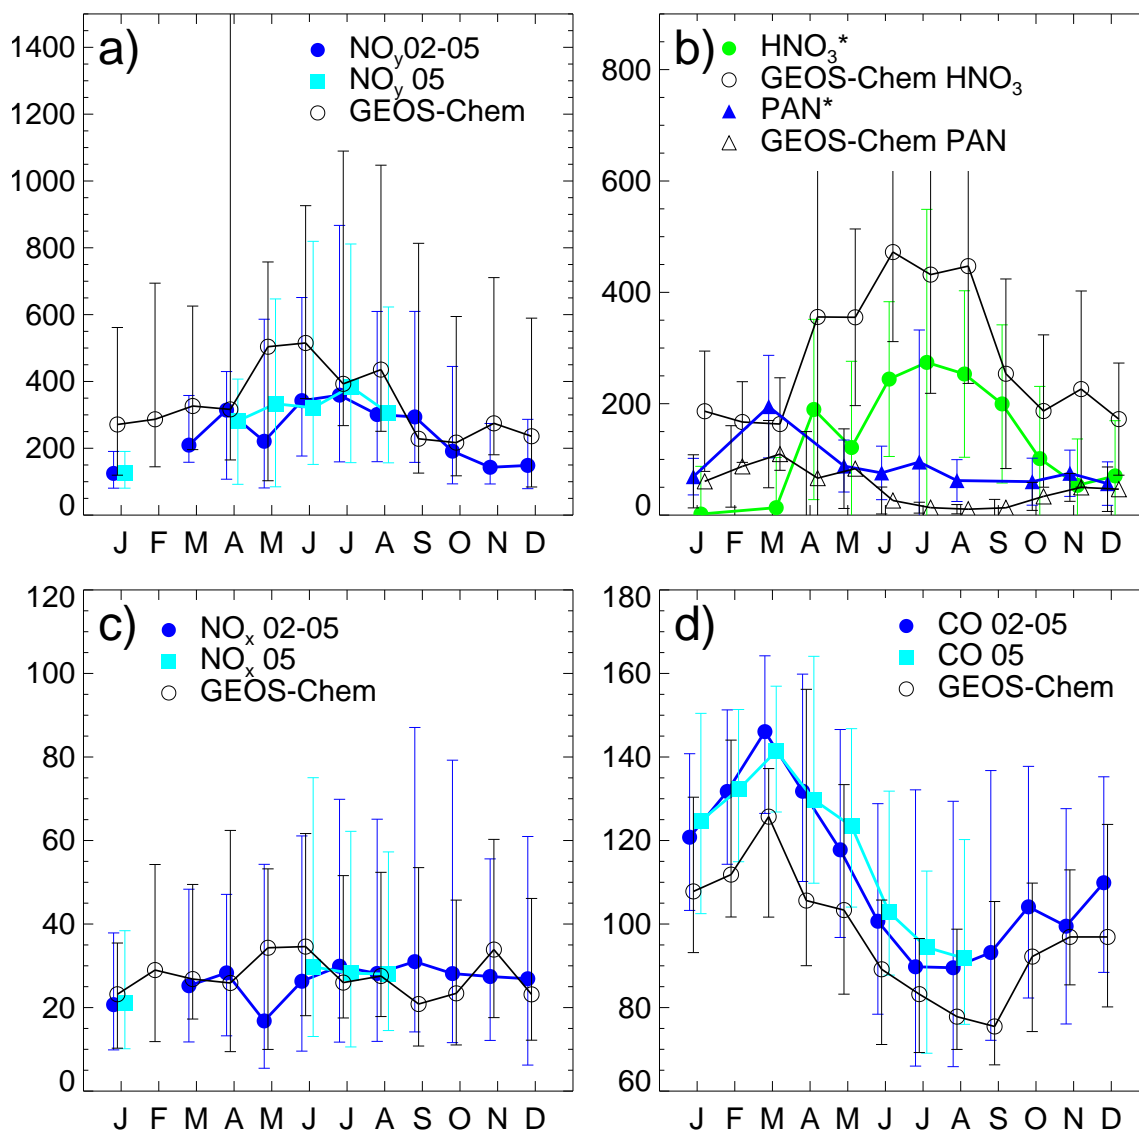 a)
NOy02-05
NOy 05
GEOS-Chem
1400
1200
1000
800
600
400
200
0
J F M A M J J A S O N D
b)
HNO3*
GEOS-Chem HNO3
PAN*
GEOS-Chem PAN
800
600
400
200
0
J F M A M J J A S O N D
c)
NOx 02-05
NOx 05
GEOS-Chem
120
100
80
60
40
20
0
J F M A M J J A S O N D
d)
CO 02-05
CO 05
GEOS-Chem
180
160
140
120
100
80
60
J F M A M J J A S O N D